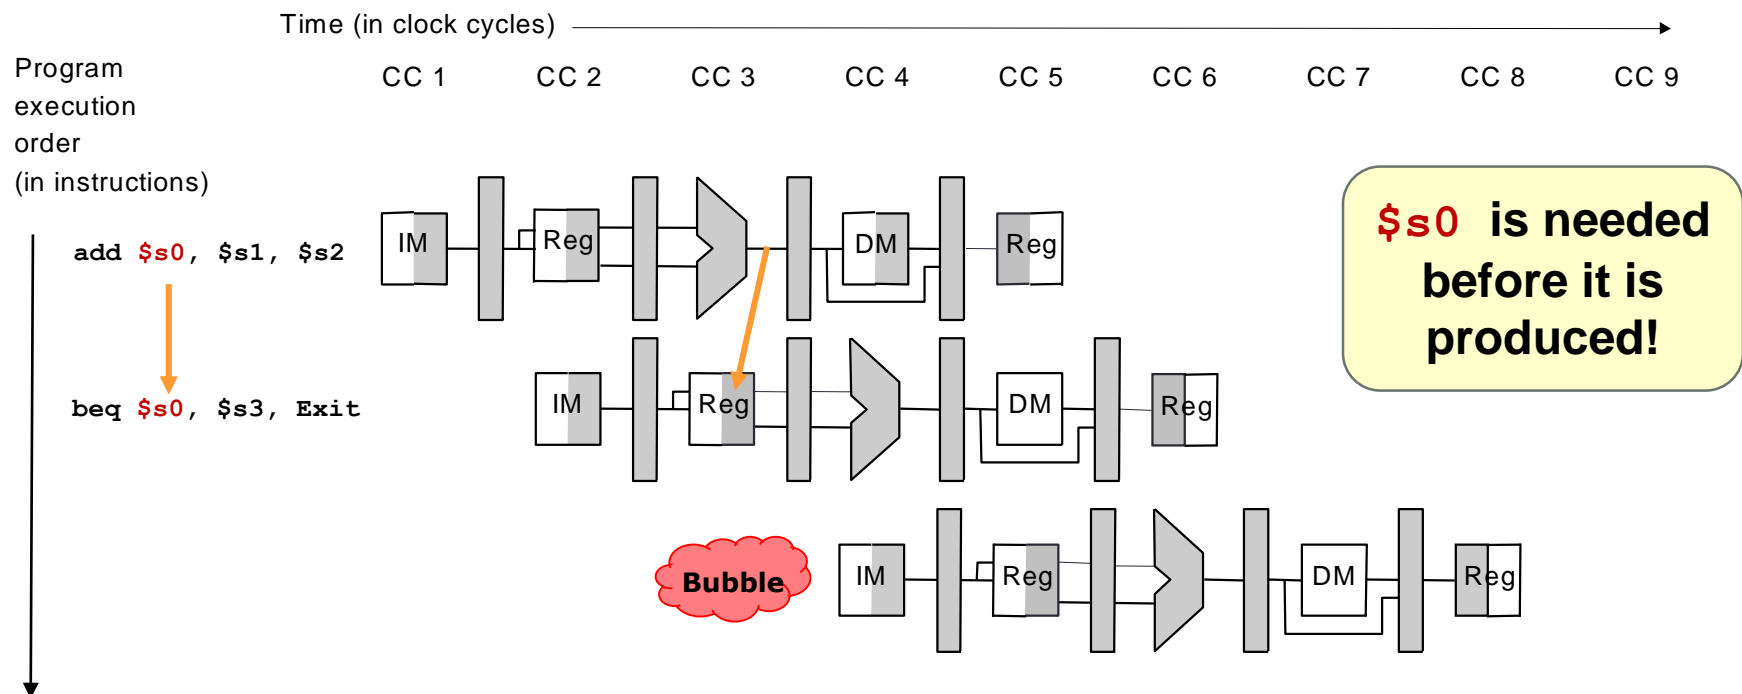 Time (in clock cycles)
Program
execution
order
(in instructions)
CC 1 CC 2 CC 3 CC 4 CC 5 CC 6 CC 7 CC 8 CC 9
add $s0, $s1, $s2
IM Reg DM Reg
$s0 is needed
before it is
produced!
beq $s0, $s3, Exit
IM Reg DM Reg
Bubble
IM Reg DM Reg